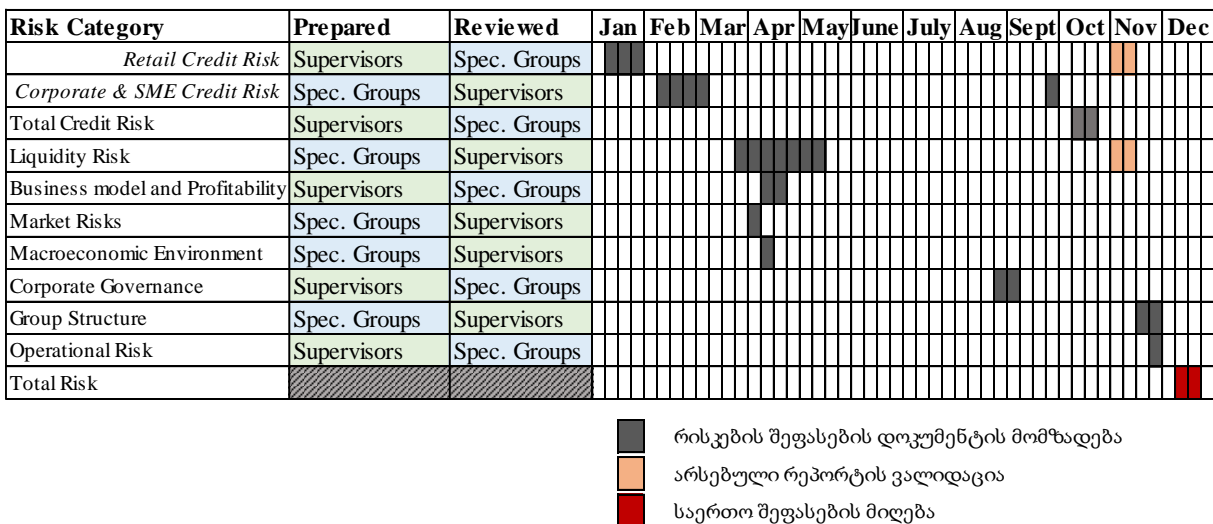 Risk Category Prepared Reviewed Jan Feb Mar Apr May June July Aug Sept Oct Nov Dec
Retail Credit Risk Supervisors Spec. Groups
Corporate & SME Credit Risk Spec. Groups Supervisors
Total Credit Risk Supervisors Spec. Groups
Liquidity Risk Spec. Groups Supervisors
Business model and Profitability Supervisors Spec. Groups
Market Risks Spec. Groups Supervisors
Macroeconomic Environment Spec. Groups Supervisors
Corporate Governance Supervisors Spec. Groups
Group Structure Spec. Groups Supervisors
Operational Risk Supervisors Spec. Groups
Total Risk
რისკების შეფასების დოკუმენტის მომზადება
არსებული რეპორტის ვალიდაცია
საერთო შეფასების მიღება